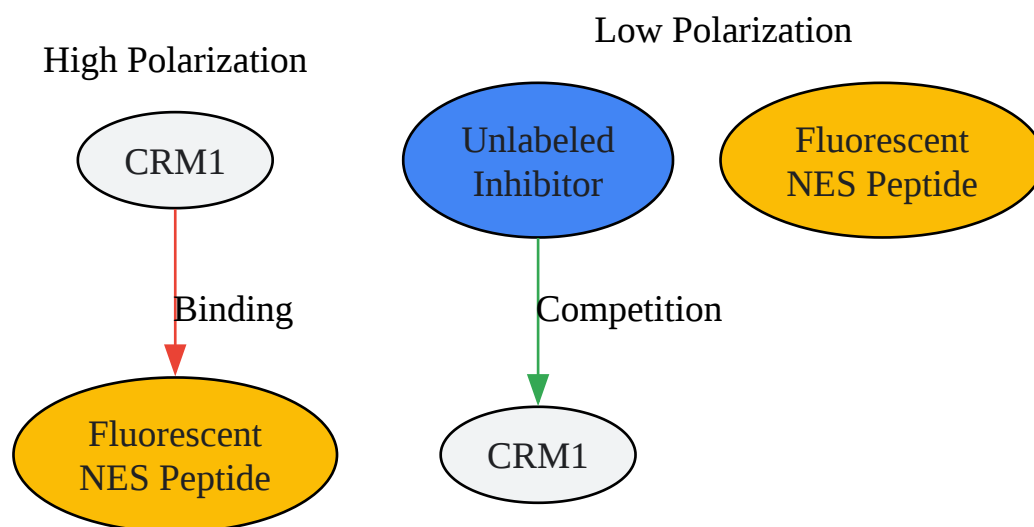 High Polarization
CRM1
Binding
Fluorescent
NES Peptide
Low Polarization
Unlabeled
Inhibitor
Fluorescent
NES Peptide
Competition
CRM1